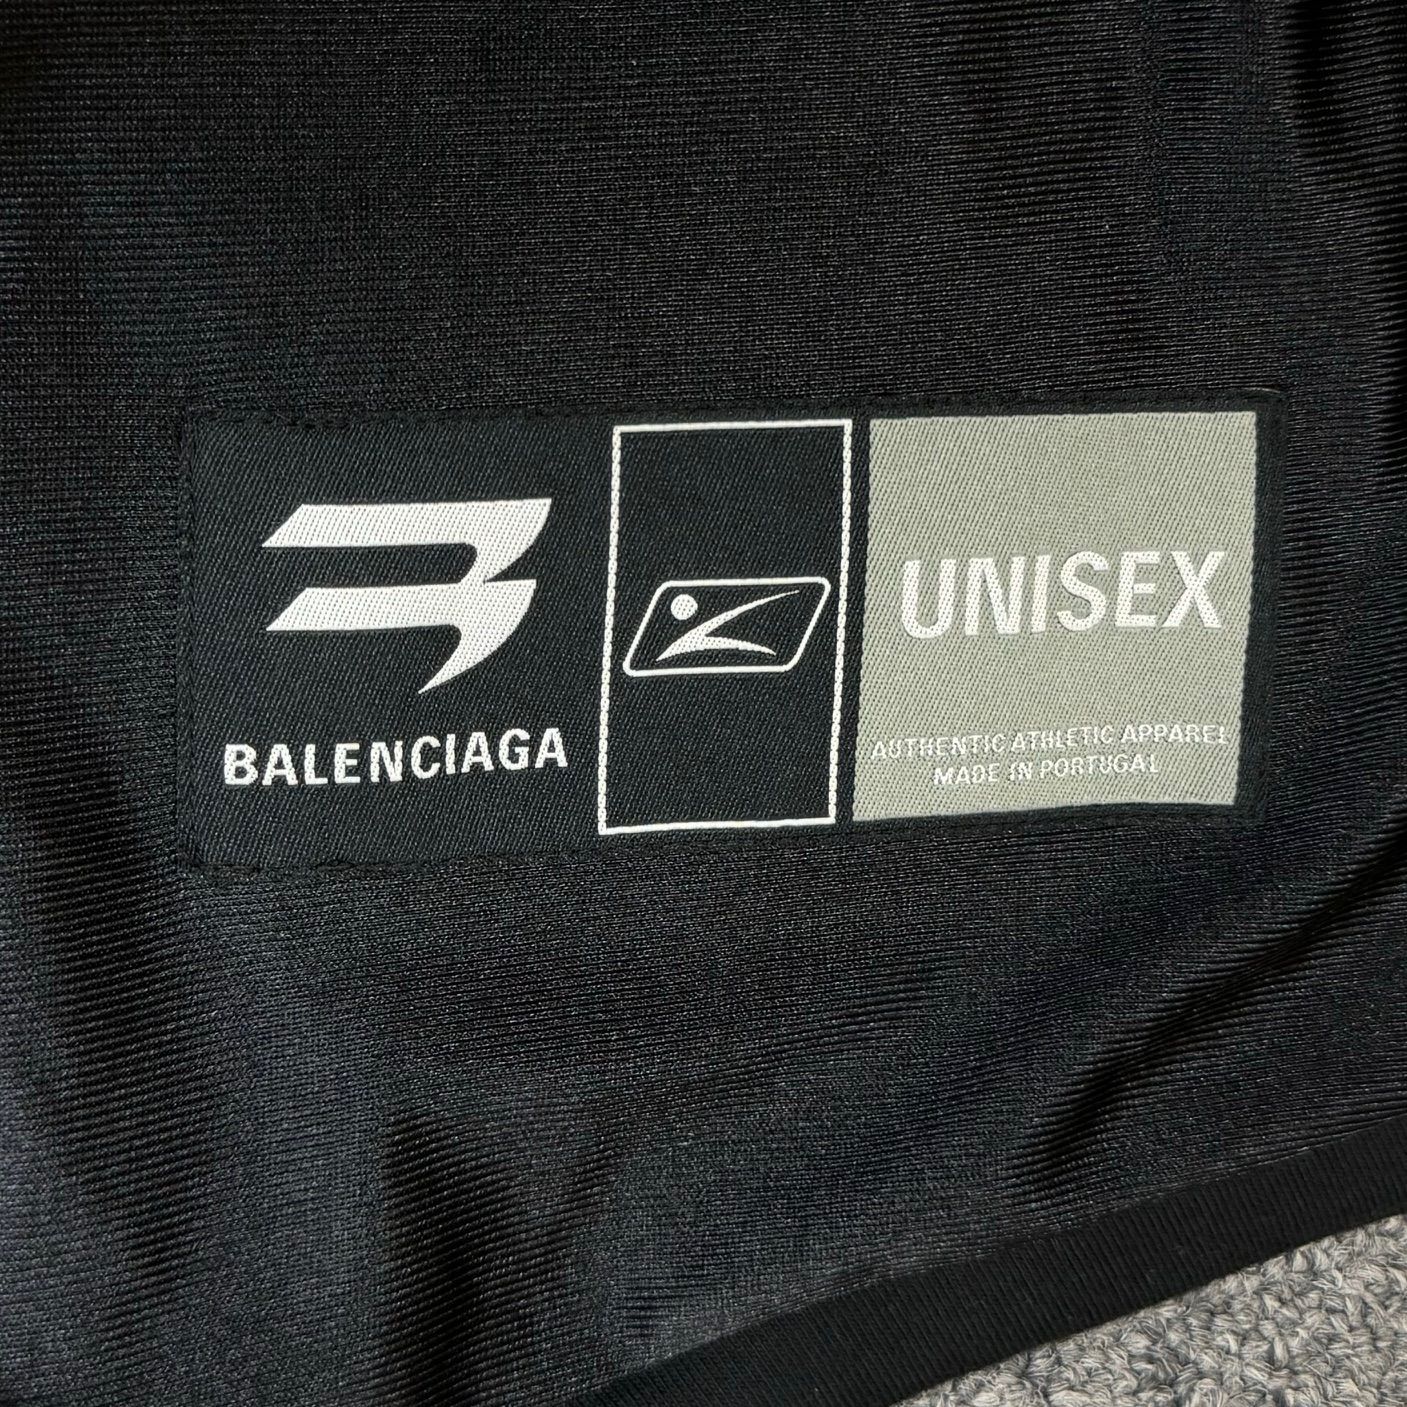 BALENCIAGA
UNISEX
AUTHENTIC ATHLETIC APPAREL
MADE IN PORTUGAL